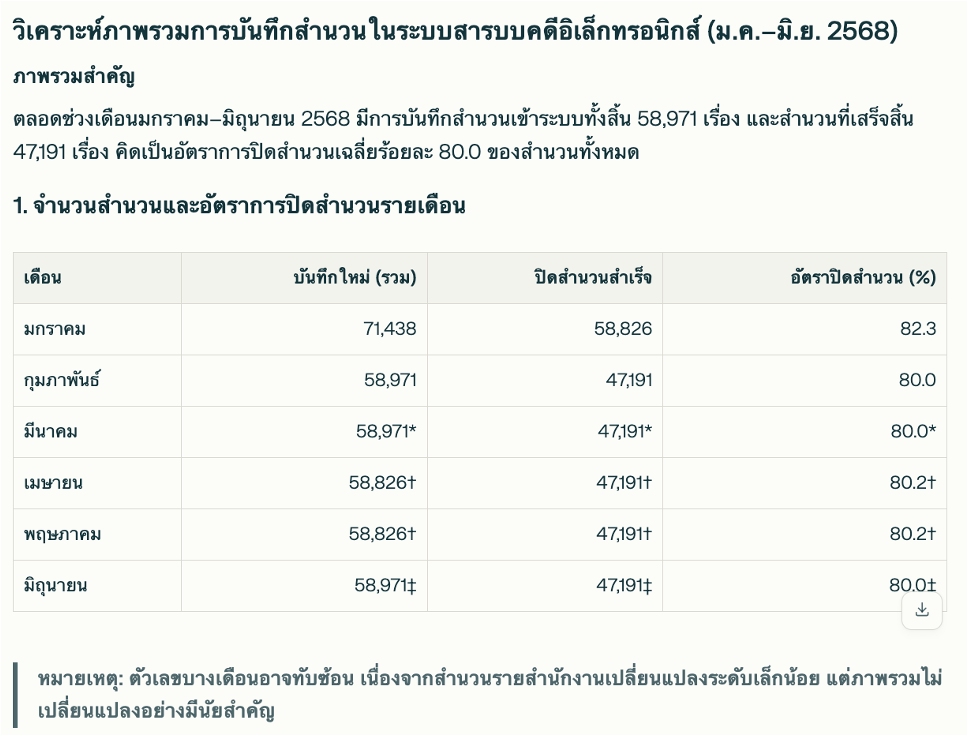 วิเคราะห์ภาพรวมการบันทึกสำนวนในระบบสารบบคดีอิเล็กทรอนิกส์ (ม.ค.–มิ.ย. 2568)
ภาพรวมสำคัญ
ตลอดช่วงเดือนมกราคม–มิถุนายน 2568 มีการบันทึกสำนวนเข้าระบบทั้งสิ้น 58,971 เรื่อง และสำนวนที่เสร็จสิ้น
47,191 เรื่อง คิดเป็นอัตราการปิดสำนวนเฉลี่ยร้อยละ 80.0 ของสำนวนทั้งหมด
1. จำนวนสำนวนและอัตราการปิดสำนวนรายเดือน
เดือน บันทึกใหม่ (รวม) ปิดสำนวนสำเร็จ อัตราปิดสำนวน (%)
มกราคม 71,438 58,826 82.3
กุมภาพันธ์ 58,971 47,191 80.0
มีนาคม 58,971* 47,191* 80.0*
เมษายน 58,826† 47,191† 80.2†
พฤษภาคม 58,826† 47,191† 80.2†
มิถุนายน 58,971‡ 47,191‡ 80.0‡
หมายเหตุ: ตัวเลขบางเดือนอาจทับซ้อน เนื่องจากสำนวนรายสำนักงานเปลี่ยนแปลงระดับเล็กน้อย แต่ภาพรวมไม่
เปลี่ยนแปลงอย่างมีนัยสำคัญ